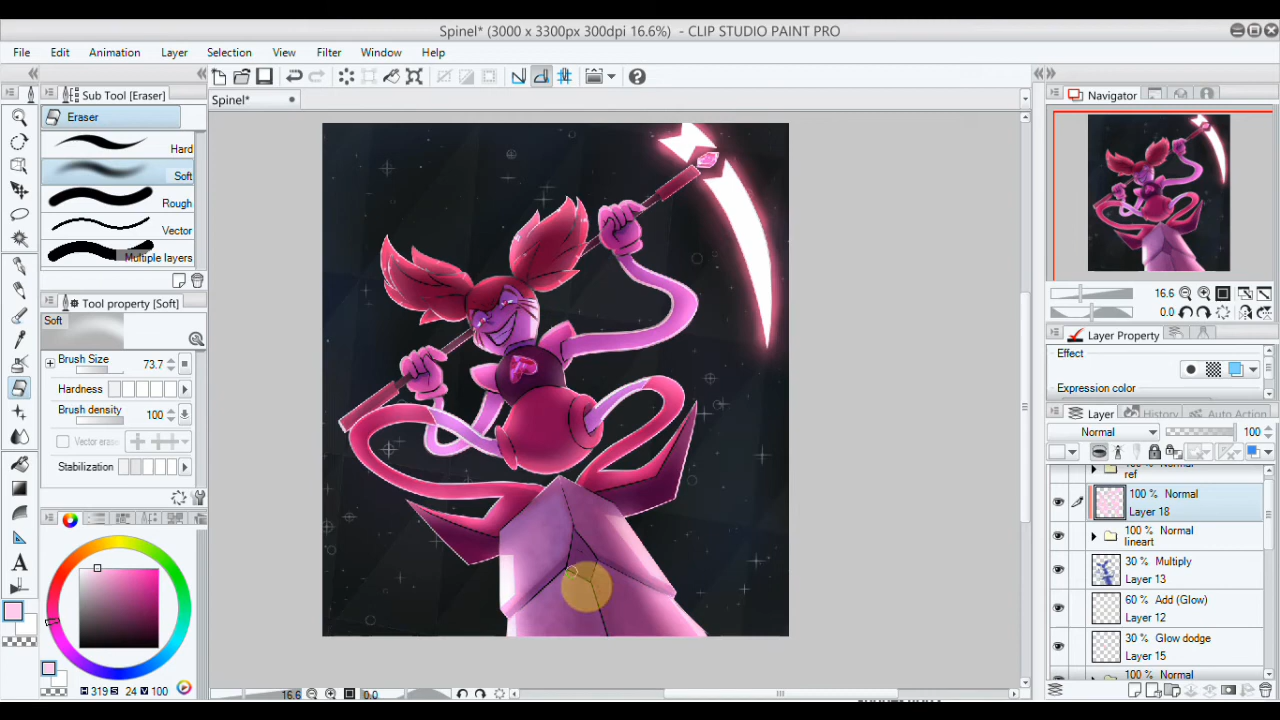 Spinel* (3000 x 3300px 300dpi 16.6%) - CLIP STUDIO PAINT PRO
File Edit Animation Layer Selection View Filter Window Help
Sub Tool [Eraser]
Eraser
Hard
Soft
Rough
Vector
Multiple layers
Tool property [Soft]
Soft
Brush Size 73.7
Hardness
Brush density 100
Vector eras
Stabilization
H 319 S 24 V 100
Spinel*
16.6 0.0
Navigator
16.6
0.0
Layer Property
Effect
Expression color
Layer History Auto Action
Normal 100
100 % Normal
ref
100 % Normal
Layer 18
100 % Normal
lineart
30 % Multiply
Layer 13
60 % Add (Glow)
Layer 12
30 % Glow dodge
Layer 15
100 % Normal